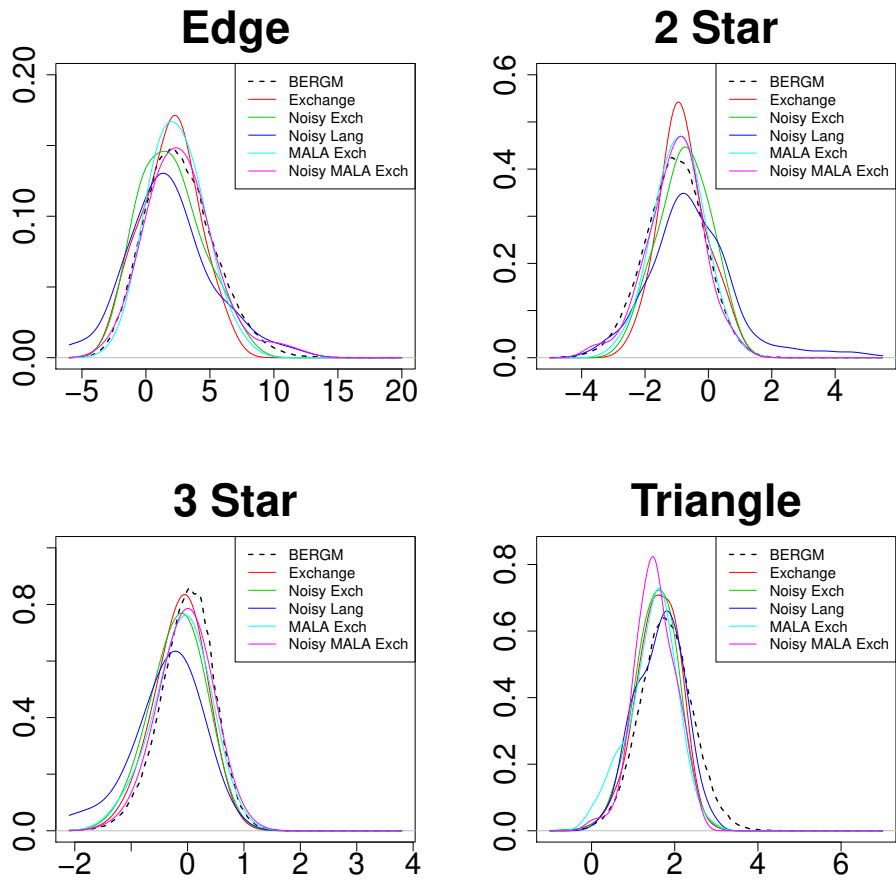 Edge
0.20
0.10
0.00
BERGM
Exchange
Noisy Exch
Noisy Lang
MALA Exch
Noisy MALA Exch
−5 0 5 10 15 20
2 Star
0.6
0.4
0.2
0.0
BERGM
Exchange
Noisy Exch
Noisy Lang
MALA Exch
Noisy MALA Exch
−4 −2 0 2 4
3 Star
0.8
0.4
0.0
BERGM
Exchange
Noisy Exch
Noisy Lang
MALA Exch
Noisy MALA Exch
−2 0 1 2 3 4
Triangle
0.8
0.6
0.4
0.2
0.0
BERGM
Exchange
Noisy Exch
Noisy Lang
MALA Exch
Noisy MALA Exch
0 2 4 6